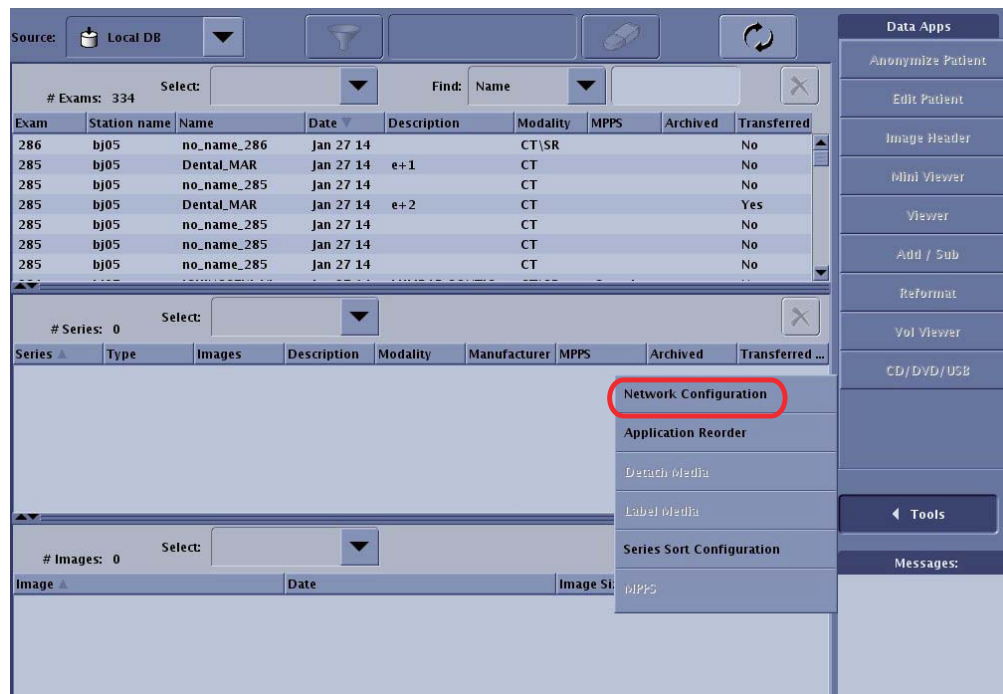 Source: Local DB
# Exams: 334 Select: Find: Name
Exam Station name Name Date Description Modality MPPS Archived Transferred
286 bj05 no_name_286 Jan 27 14 CT\SR No
285 bj05 Dental_MAR Jan 27 14 e+1 CT No
285 bj05 no_name_285 Jan 27 14 CT No
285 bj05 Dental_MAR Jan 27 14 e+2 CT Yes
285 bj05 no_name_285 Jan 27 14 CT No
285 bj05 no_name_285 Jan 27 14 CT No
285 bj05 no_name_285 Jan 27 14 CT No
# Series: 0 Select:
Series Type Images Description Modality Manufacturer MPPS Archived Transferred ...
Network Configuration
Application Reorder
Detach Media
Label Media
Series Sort Configuration
MPPS
# Images: 0 Select:
Image Date Image Si
Data Apps
Anonymize Patient
Edit Patient
Image Header
Mini Viewer
Viewer
Add / Sub
Reformat
Vol Viewer
CD/DVD/USB
Tools
Messages: